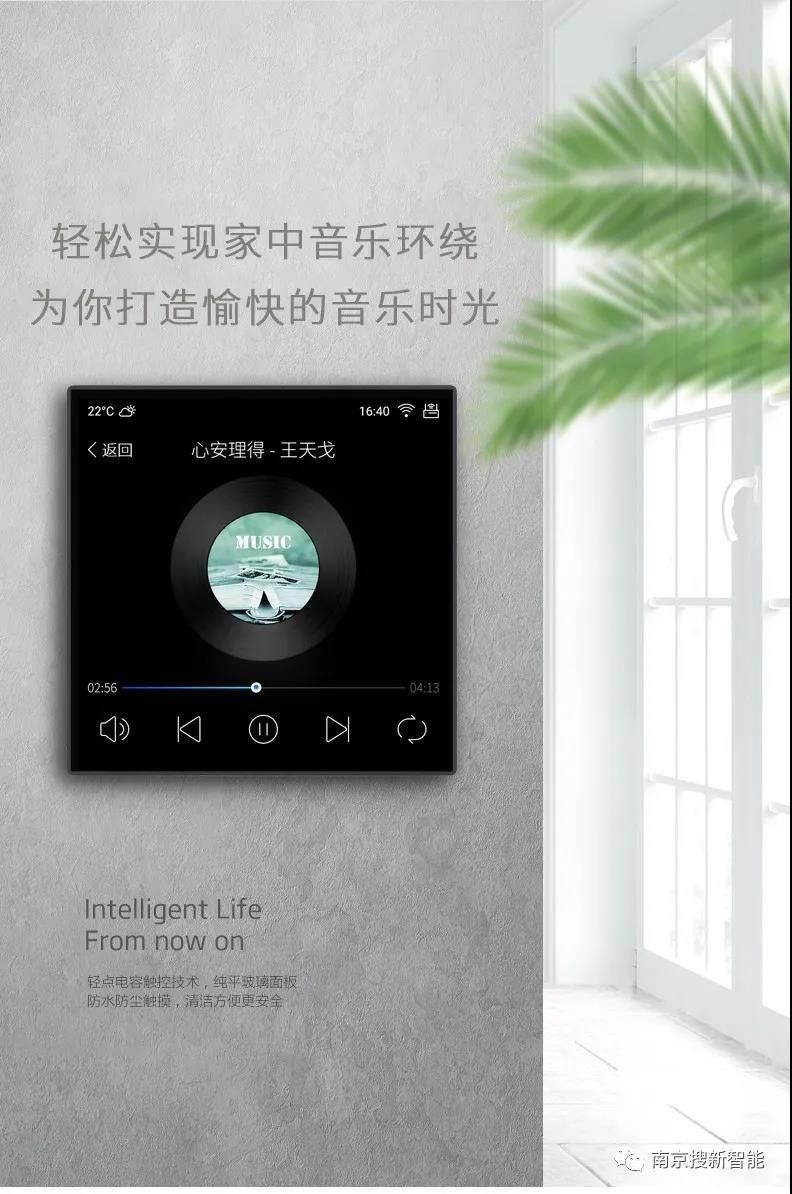 轻松实现家中音乐环绕
为你打造愉快的音乐时光
22°C
16:40
返回
心安理得 - 王天戈
MUSIC
02:56
04:13
Intelligent Life
From now on
轻点电容触控技术，纯平玻璃面板
防水防尘触摸，清洁方便更安全
南京搜新智能